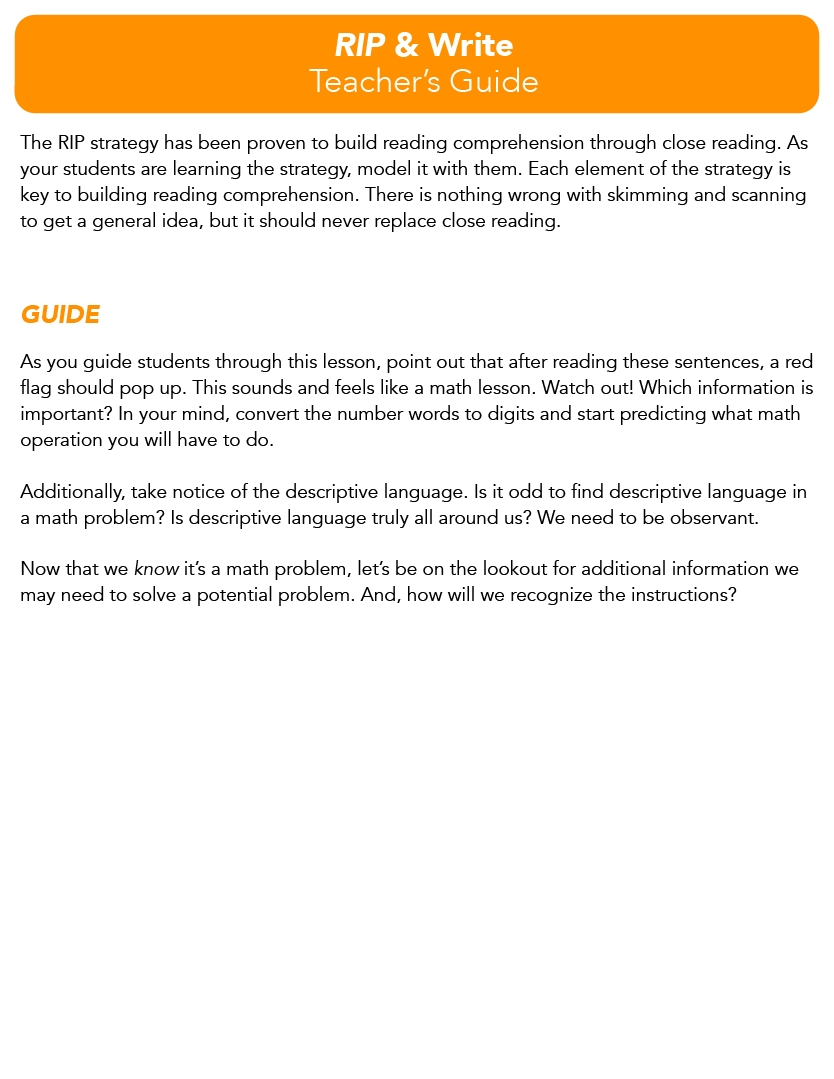 RIP & Write
Teacher’s Guide
The RIP strategy has been proven to build reading comprehension through close reading. As
your students are learning the strategy, model it with them. Each element of the strategy is
key to building reading comprehension. There is nothing wrong with skimming and scanning
to get a general idea, but it should never replace close reading.
GUIDE
As you guide students through this lesson, point out that after reading these sentences, a red
flag should pop up. This sounds and feels like a math lesson. Watch out! Which information is
important? In your mind, convert the number words to digits and start predicting what math
operation you will have to do.
Additionally, take notice of the descriptive language. Is it odd to find descriptive language in
a math problem? Is descriptive language truly all around us? We need to be observant.
Now that we know it’s a math problem, let’s be on the lookout for additional information we
may need to solve a potential problem. And, how will we recognize the instructions?